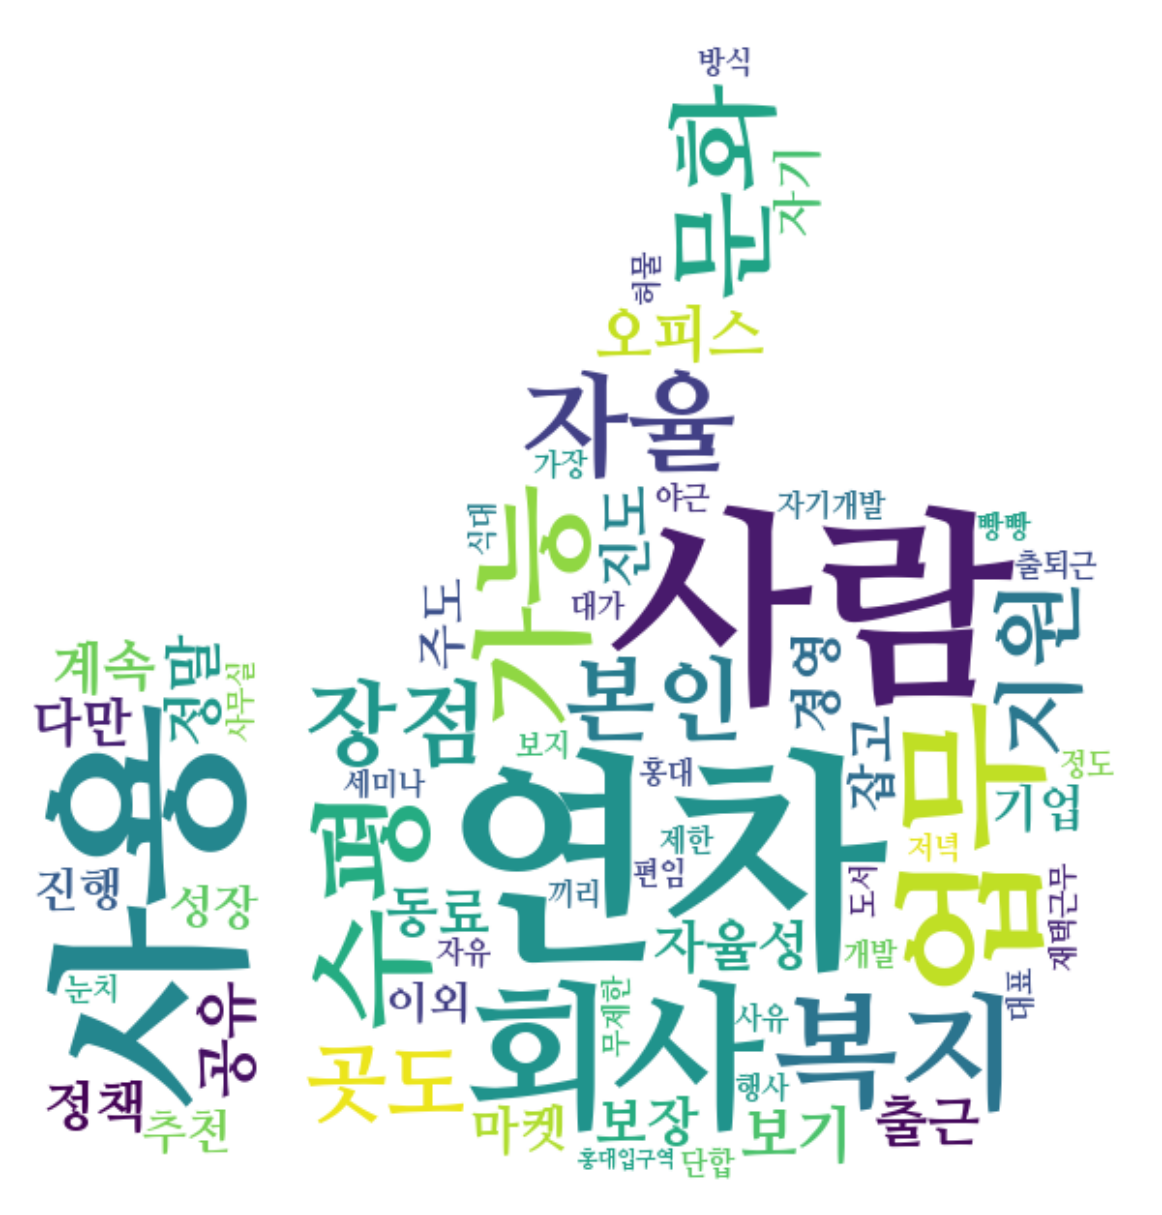 방식
문화
자기
허물
오피스
자율
가장
야근
자기개발
사람
빵빵
식대
가능
진도
출퇴근
대가
주도
지원
계속
정말
사무실
다만
장점
본인
경영
업무
잡고
사용
보지
홍대
정도
세미나
연차
기업
수평
제한
저녁
편임
진행
성장
끼리
동료
도서
재택근무
자율성
자유
개발
눈치
공유
이외
회사
무제한
사유
복지
대표
곳도
행사
정책
추천
마켓
보장
보기
출근
홍대입구역
단합